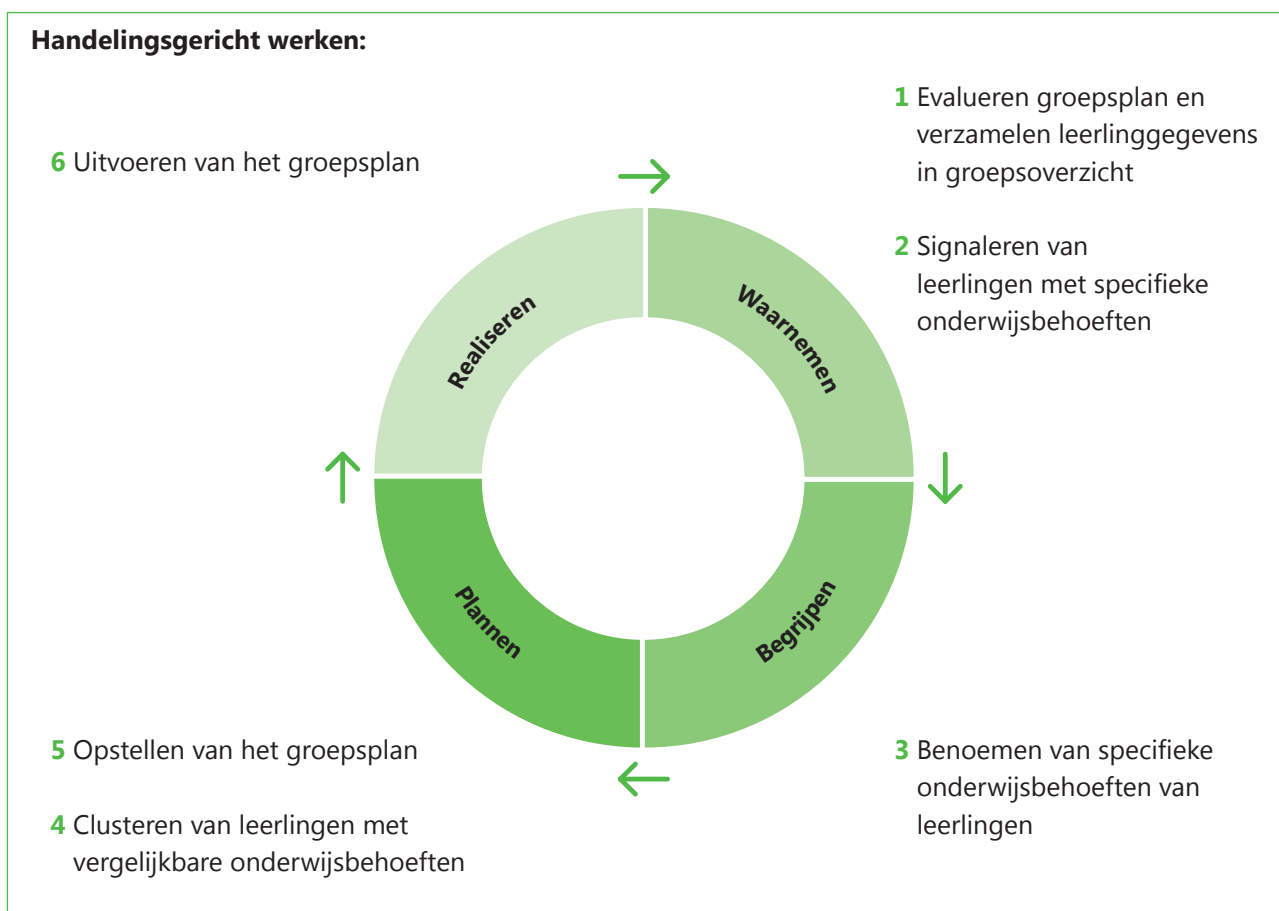 Handelingsgericht werken:
1 Evalueren groepsplan en
verzamelen leerlinggegevens
in groepsoverzicht
2 Signaleren van
leerlingen met specifieke
onderwijsbehoeften
6 Uitvoeren van het groepsplan
Realiseren
Waarnemen
Plannen
Begrijpen
5 Opstellen van het groepsplan
4 Clusteren van leerlingen met
vergelijkbare onderwijsbehoeften
3 Benoemen van specifieke
onderwijsbehoeften van
leerlingen